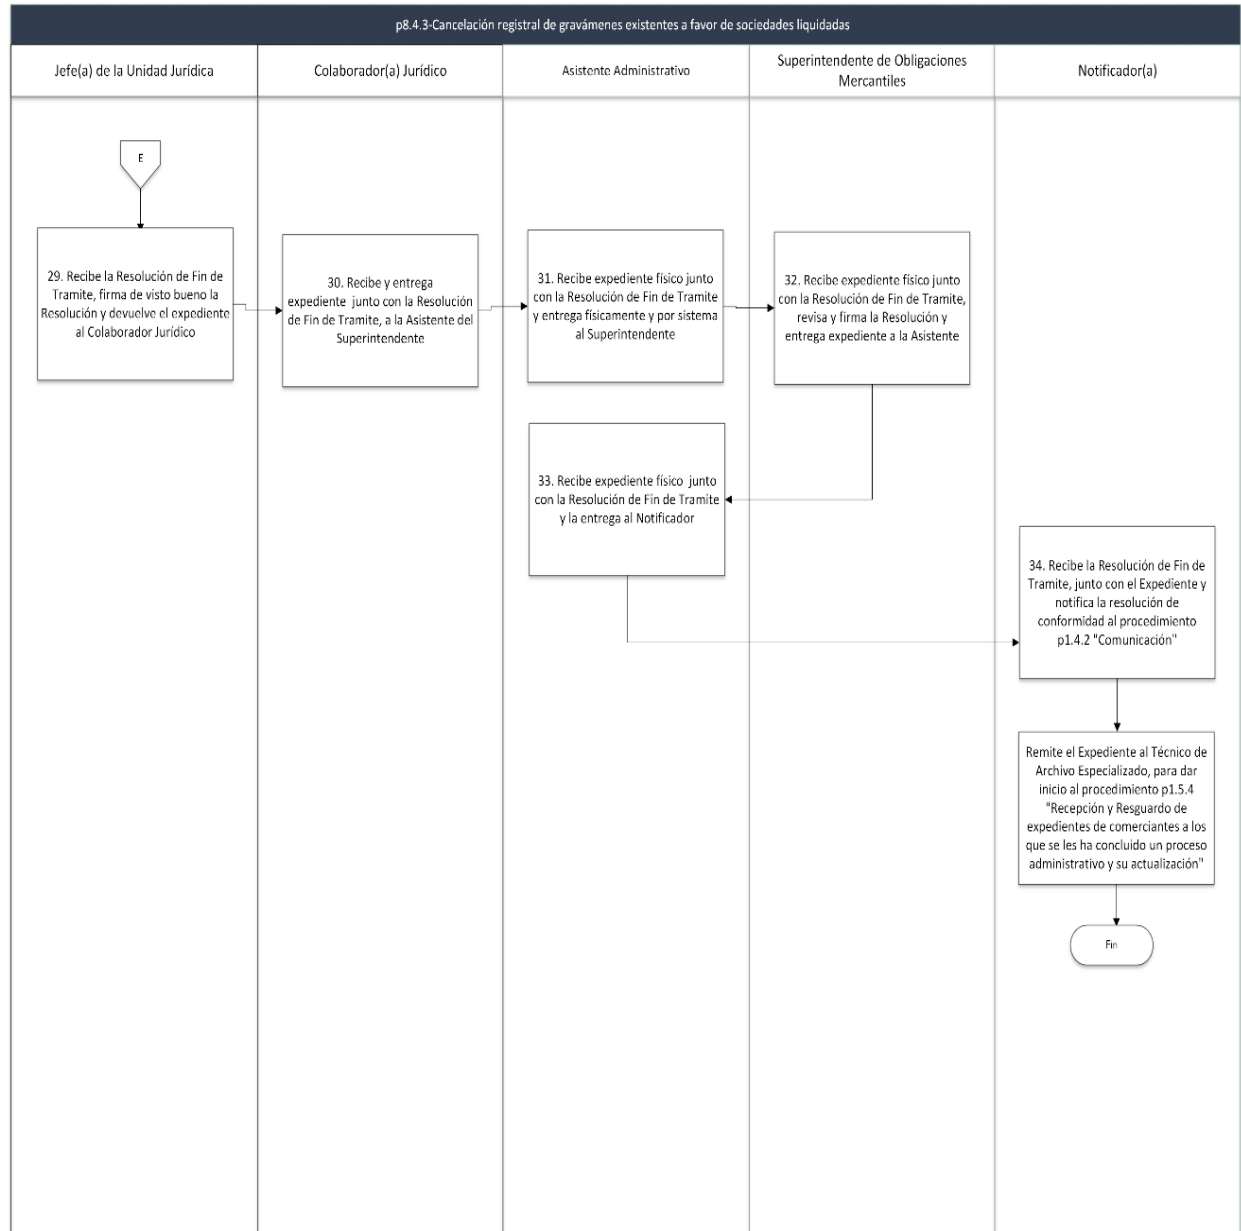 p8.4.3-Cancelación registral de gravámenes existentes a favor de sociedades liquidadas
Jefe(a) de la Unidad Jurídica
Colaborador(a) Jurídico
Asistente Administrativo
Superintendente de Obligaciones
Mercantiles
Notificador(a)
E
29. Recibe la Resolución de Fin de
Tramite, firma de visto bueno la
Resolución y devuelve el expediente
al Colaborador Jurídico
30. Recibe y entrega
expediente junto con la Resolución
de Fin de Tramite, a la Asistente del
Superintendente
31. Recibe expediente físico junto
con la Resolución de Fin de Tramite
y entrega físicamente y por sistema
al Superintendente
32. Recibe expediente físico junto
con la Resolución de Fin de Tramite,
revisa y firma la Resolución y
entrega expediente a la Asistente
33. Recibe expediente físico junto
con la Resolución de Fin de Tramite
y la entrega al Notificador
34. Recibe la Resolución de Fin de
Tramite, junto con el Expediente y
notifica la resolución de
conformidad al procedimiento
p1.4.2 "Comunicación"
Remite el Expediente al Técnico de
Archivo Especializado, para dar
inicio al procedimiento p1.5.4
"Recepción y Resguardo de
expedientes de comerciantes a los
que se les ha concluido un proceso
administrativo y su actualización"
Fin